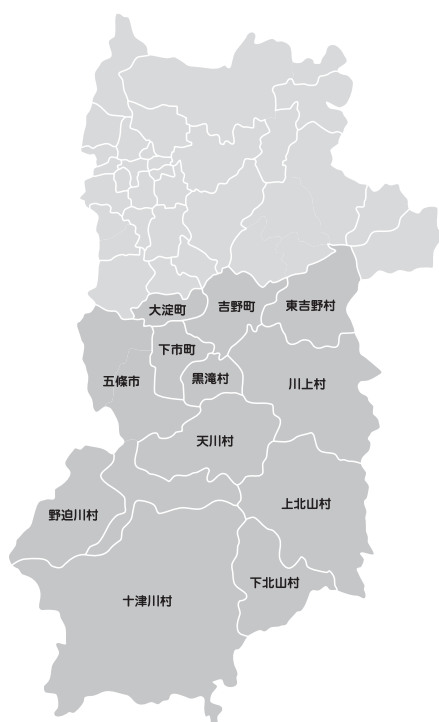 大淀町
吉野町
東吉野村
下市町
五條市
黒滝村
川上村
天川村
上北山村
野迫川村
下北山村
十津川村